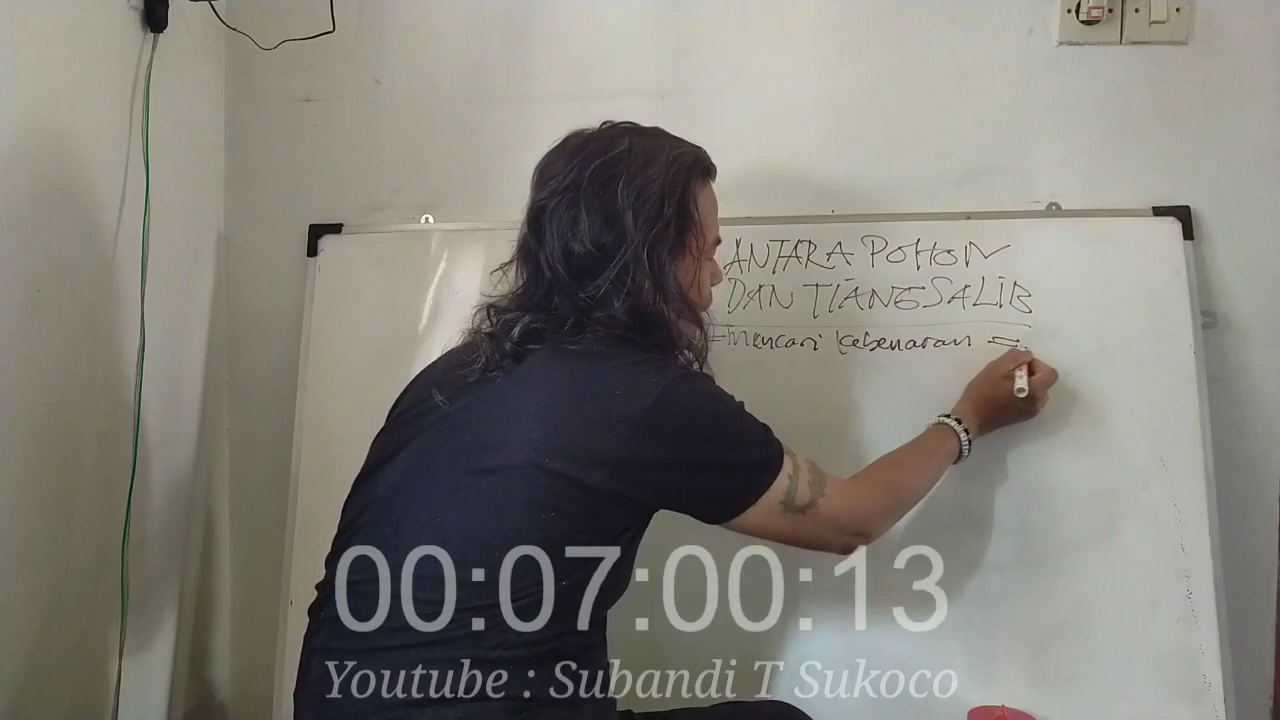 ANTARA POHON
DAN TIANG SALIB
mencari kebenaran =
00:07:00:13
Youtube : Subandi T Sukoco